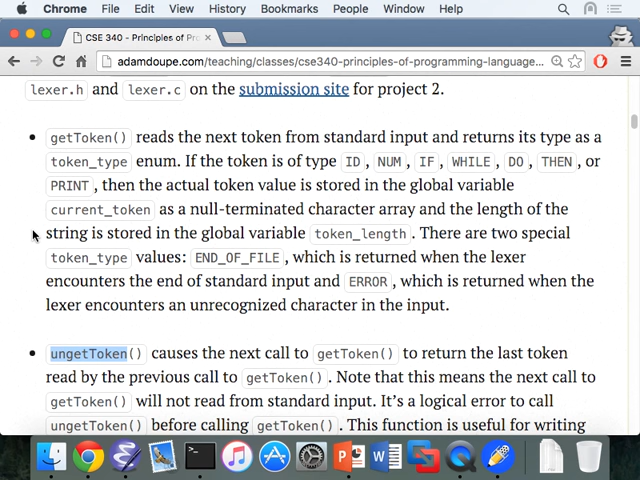 Chrome File Edit View History Bookmarks People Window Help
CSE 340 - Principles of Pro
adamdoupe.com/teaching/classes/cse340-principles-of-programming-language
lexer.h and lexer.c on the submission site for project 2.
getToken() reads the next token from standard input and returns its type as a
token_type enum. If the token is of type ID, NUM, IF, WHILE, DO, THEN, or
PRINT, then the actual token value is stored in the global variable
current_token as a null-terminated character array and the length of the
string is stored in the global variable token_length. There are two special
token_type values: END_OF_FILE, which is returned when the lexer
encounters the end of standard input and ERROR, which is returned when the
lexer encounters an unrecognized character in the input.
ungetToken() causes the next call to getToken() to return the last token
read by the previous call to getToken(). Note that this means the next call to
getToken() will not read from standard input. It's a logical error to call
ungetToken() before calling getToken(). This function is useful for writing